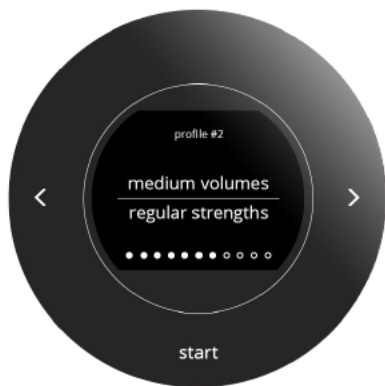 profile #2
medium volumes
regular strengths
start